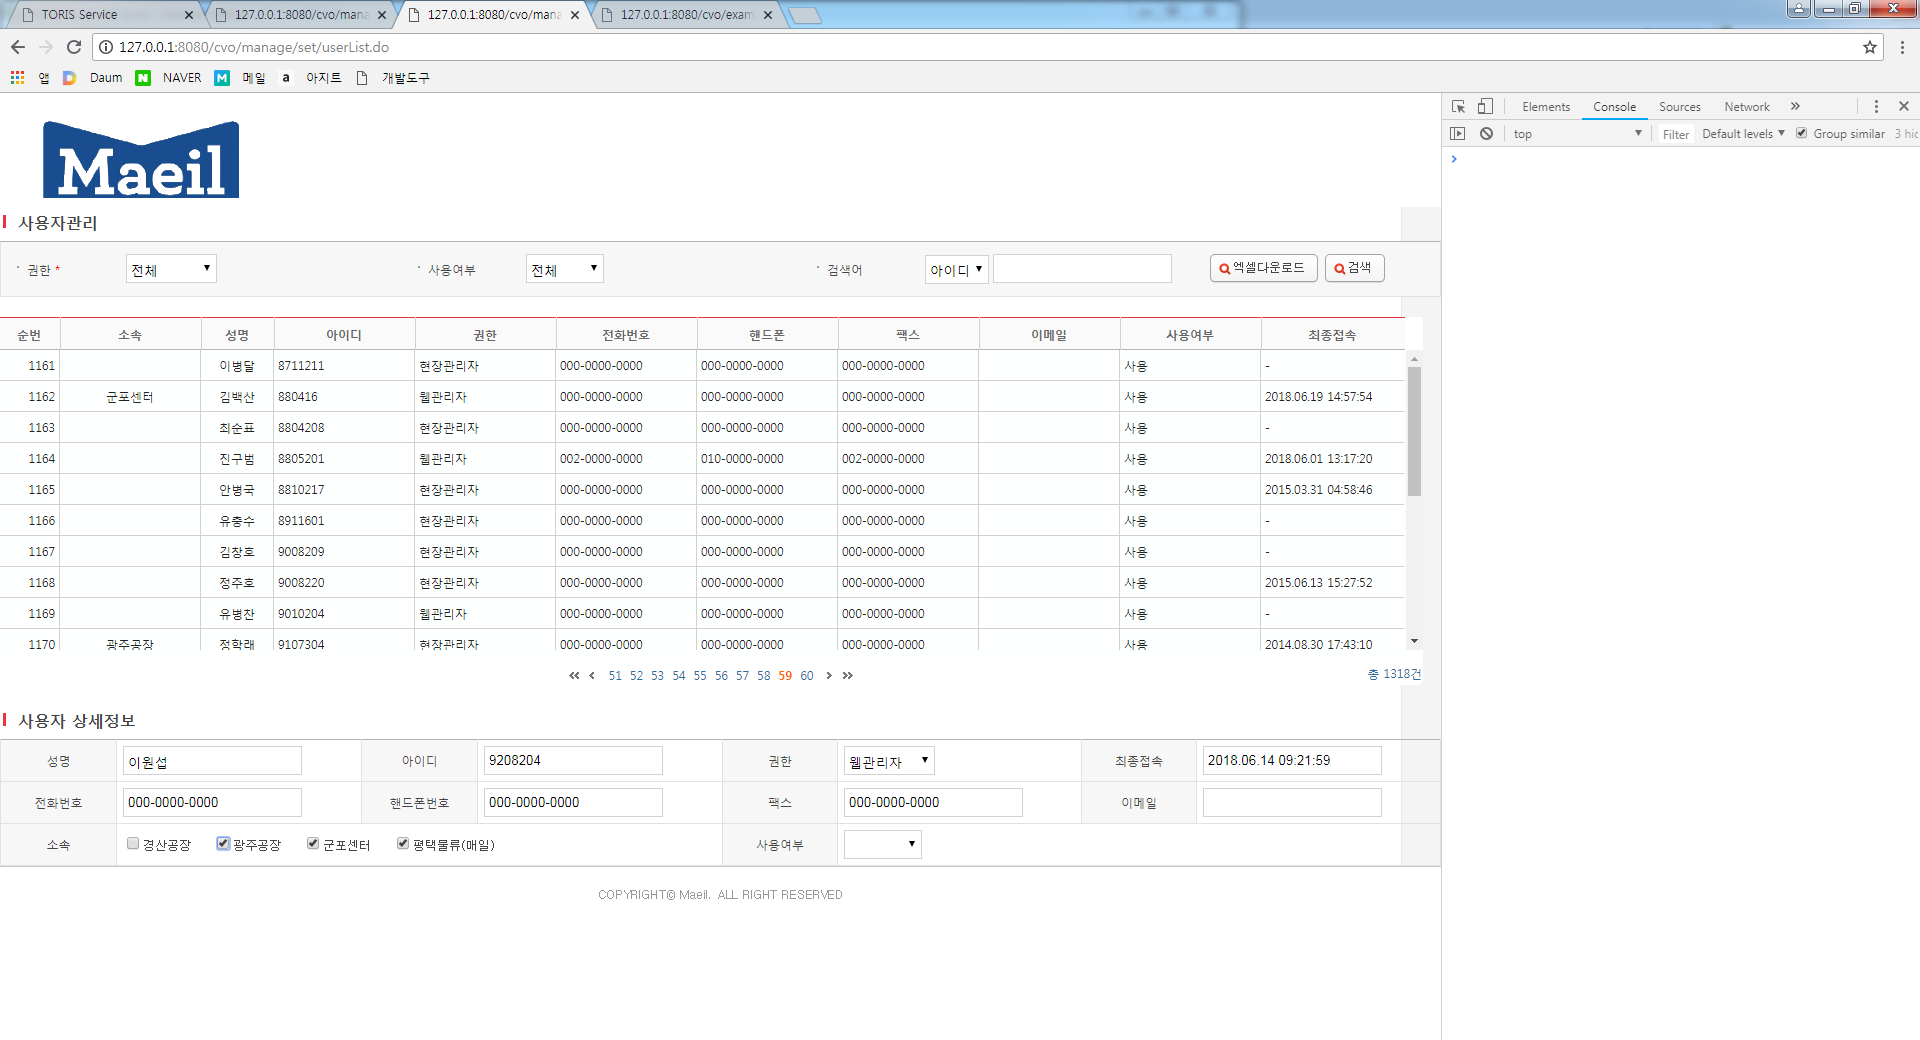 TORIS Service
127.0.0.1:8080/cvo/mana
127.0.0.1:8080/cvo/mana
127.0.0.1:8080/cvo/exam
127.0.0.1:8080/cvo/manage/set/userList.do
앱 Daum NAVER 메일 아지트 개발도구
Elements Console Sources Network
top Filter Default levels Group similar 3 hid
Maeil
사용자관리
권한 * 전체 사용여부 전체 검색어 아이디 엑셀다운로드 검색
순번 소속 성명 아이디 권한 전화번호 핸드폰 팩스 이메일 사용여부 최종접속
1161 이병달 8711211 현장관리자 000-0000-0000 000-0000-0000 000-0000-0000 사용 -
1162 군포센터 김백산 880416 웹관리자 000-0000-0000 000-0000-0000 000-0000-0000 사용 2018.06.19 14:57:54
1163 최순표 8804208 현장관리자 000-0000-0000 000-0000-0000 000-0000-0000 사용 -
1164 진구범 8805201 웹관리자 002-0000-0000 010-0000-0000 002-0000-0000 사용 2018.06.01 13:17:20
1165 안병국 8810217 현장관리자 000-0000-0000 000-0000-0000 000-0000-0000 사용 2015.03.31 04:58:46
1166 유충수 8911601 현장관리자 000-0000-0000 000-0000-0000 000-0000-0000 사용 -
1167 김창호 9008209 현장관리자 000-0000-0000 000-0000-0000 000-0000-0000 사용 -
1168 정주호 9008220 현장관리자 000-0000-0000 000-0000-0000 000-0000-0000 사용 2015.06.13 15:27:52
1169 유병찬 9010204 웹관리자 000-0000-0000 000-0000-0000 000-0000-0000 사용 -
1170 광주공장 정학래 9107304 현장관리자 000-0000-0000 000-0000-0000 000-0000-0000 사용 2014.08.30 17:43:10
51 52 53 54 55 56 57 58 59 60
총 1318건
사용자 상세정보
성명 이원섭 아이디 9208204 권한 웹관리자 최종접속 2018.06.14 09:21:59
전화번호 000-0000-0000 핸드폰번호 000-0000-0000 팩스 000-0000-0000 이메일
소속 경산공장 광주공장 군포센터 평택물류(매일) 사용여부
COPYRIGHT© Maeil. ALL RIGHT RESERVED